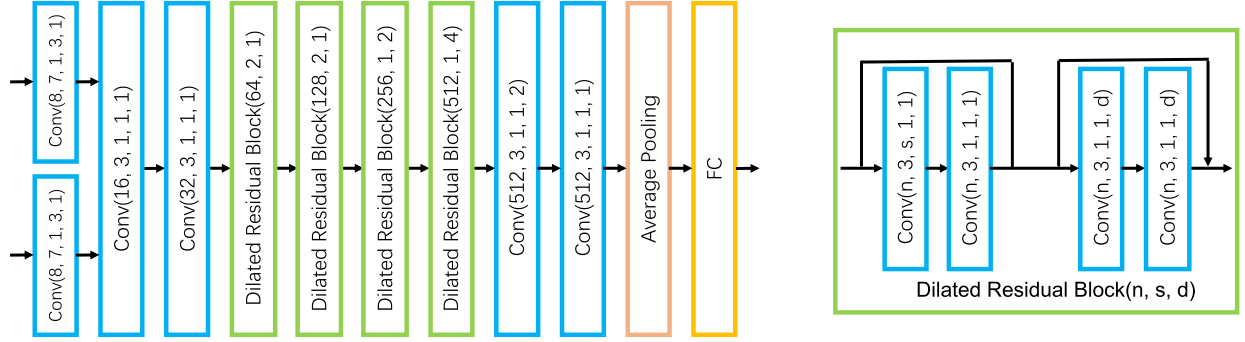 Conv(8, 7, 1, 3, 1)
Conv(8, 7, 1, 3, 1)
Conv(16, 3, 1, 1, 1)
Conv(32, 3, 1, 1, 1)
Dilated Residual Block(64, 2, 1)
Dilated Residual Block(128, 2, 1)
Dilated Residual Block(256, 1, 2)
Dilated Residual Block(512, 1, 4)
Conv(512, 3, 1, 1, 2)
Conv(512, 3, 1, 1, 1)
Average Pooling
FC
Conv(n, 3, s, 1, 1)
Conv(n, 3, 1, 1, 1)
Conv(n, 3, 1, 1, d)
Conv(n, 3, 1, 1, d)
Dilated Residual Block(n, s, d)